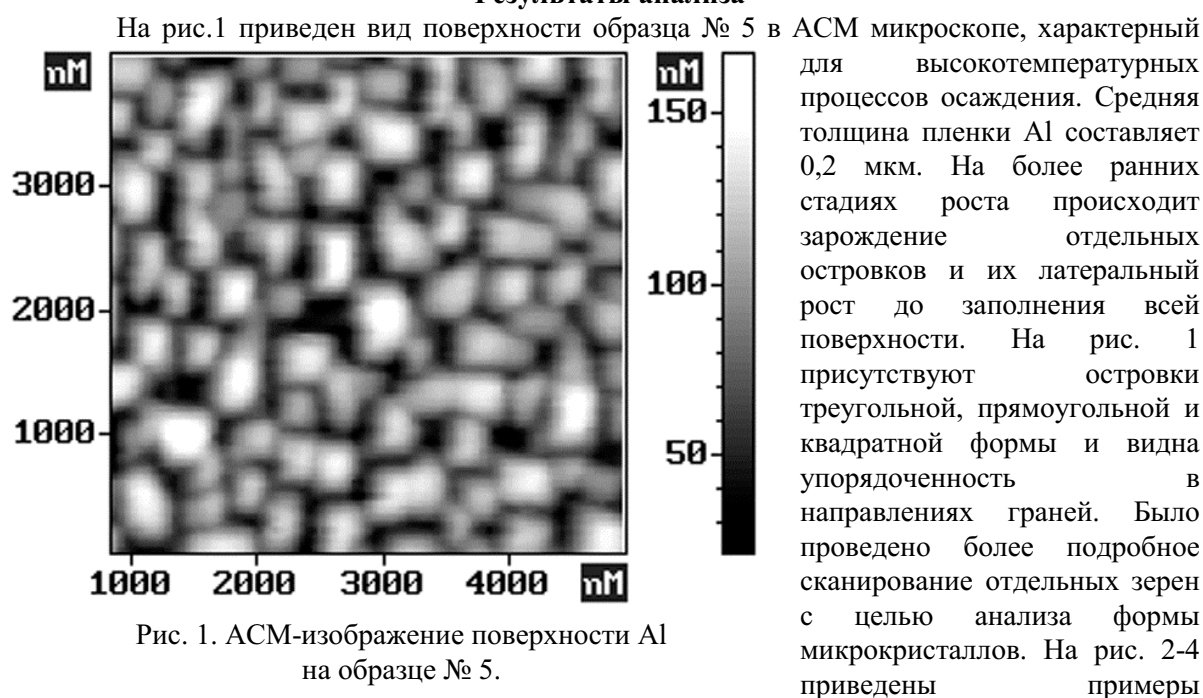 Результаты анализа
На рис.1 приведен вид поверхности образца № 5 в АСМ микроскопе, характерный
для высокотемпературных
процессов осаждения. Средняя
толщина пленки Al составляет
0,2 мкм. На более ранних
стадиях роста происходит
зарождение отдельных
островков и их латеральный
рост до заполнения всей
поверхности. На рис. 1
присутствуют островки
треугольной, прямоугольной и
квадратной формы и видна
упорядоченность в
направлениях граней. Было
проведено более подробное
сканирование отдельных зерен
с целью анализа формы
микрокристаллов. На рис. 2-4
приведены примеры
nM
3000
2000
1000
1000 2000 3000 4000 nM
nM
150
100
50
Рис. 1. АСМ-изображение поверхности Al
на образце № 5.